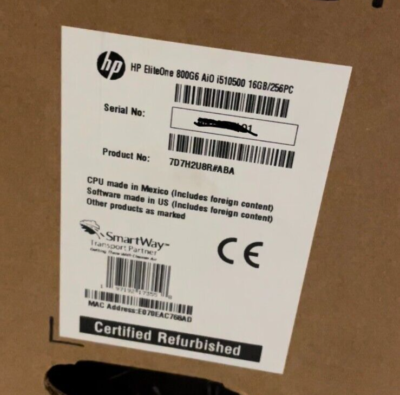 hp HP EliteOne 800G6 AiO i510500 16GB/256PC
Serial No:
Product No: 7D7H2U8R#ABA
CPU made in Mexico (Includes foreign content)
Software made in US (Includes foreign content)
Other products as marked
SmartWay™
Transport Partner
CE
MAC Address:E070EAC766AD
Certified Refurbished